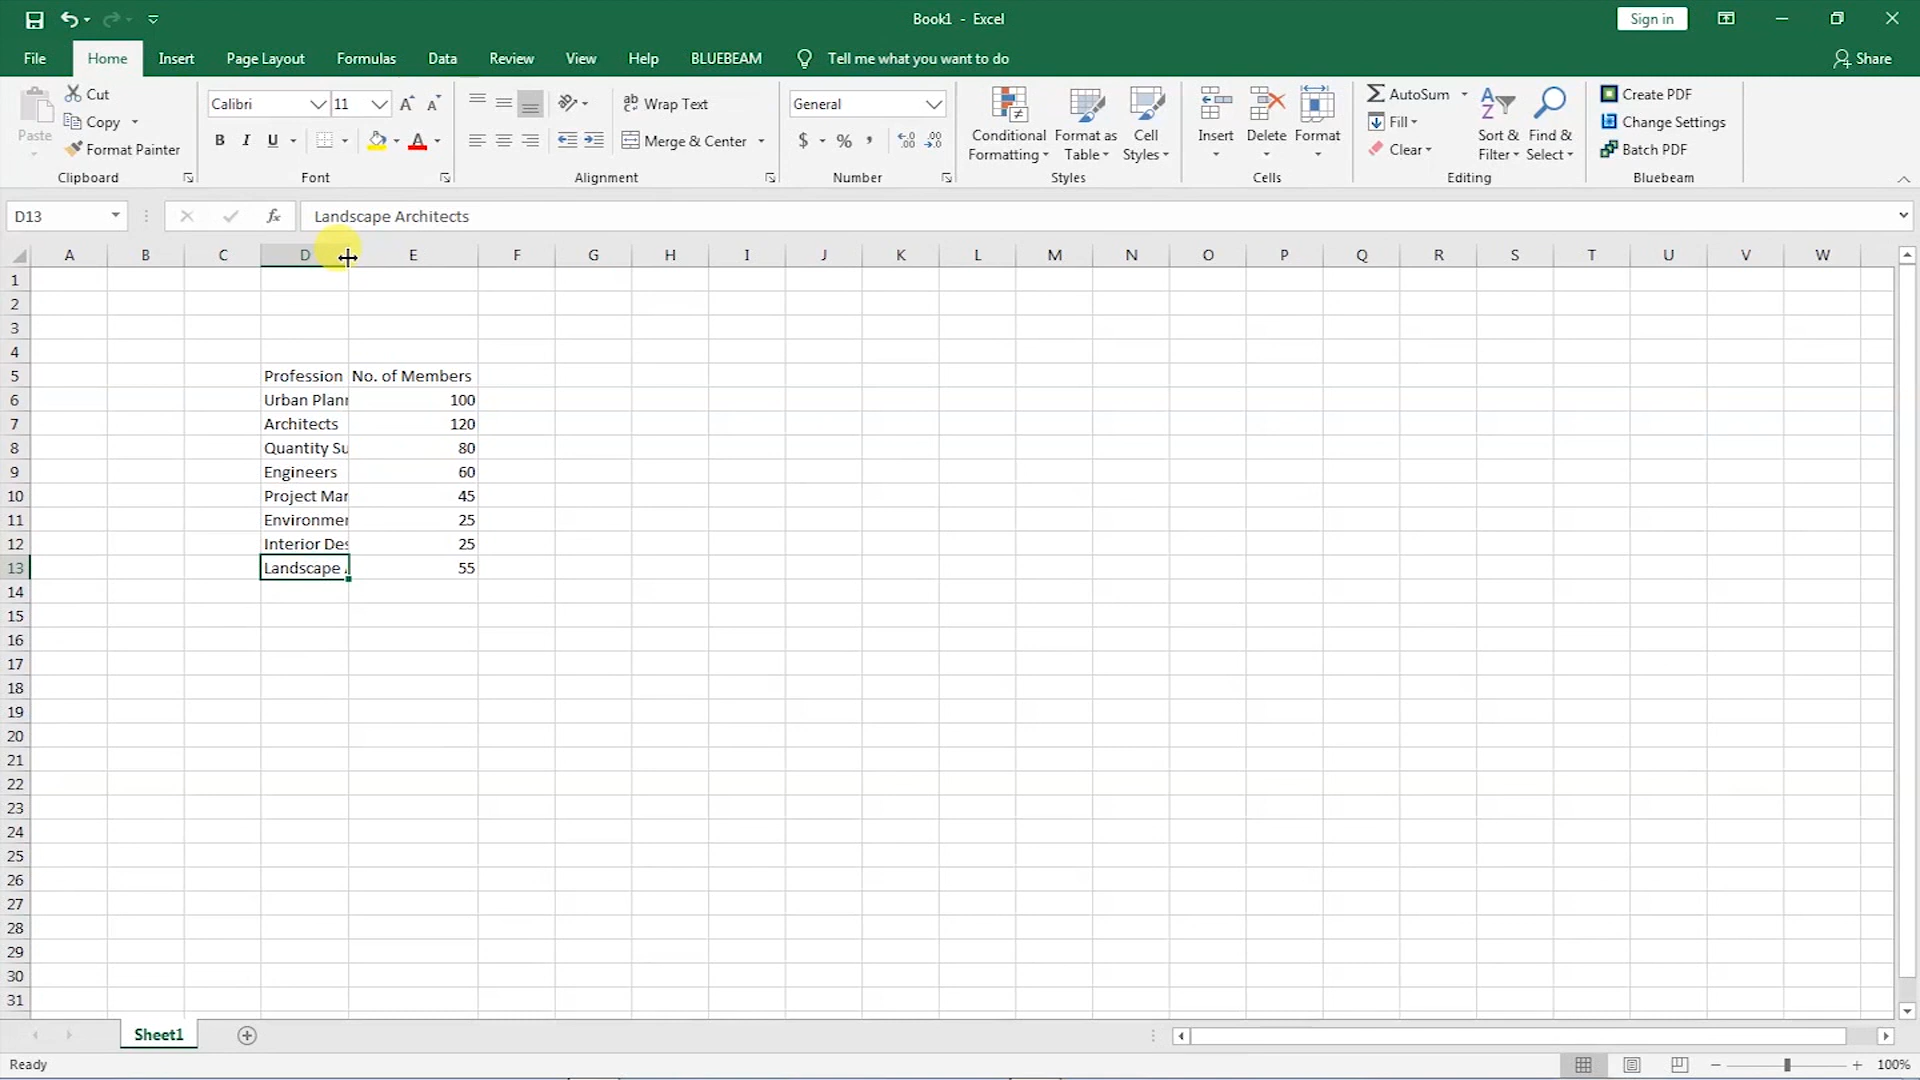 Book1 - Excel
Sign in
File Home Insert Page Layout Formulas Data Review View Help BLUEBEAM Tell me what you want to do Share
Paste
Cut
Copy
Format Painter
Clipboard
Calibri 11
B I U
Font
Wrap Text
Merge & Center
Alignment
General
$ % ,
Number
Conditional Formatting
Format as Table
Cell Styles
Styles
Insert Delete Format
Cells
AutoSum
Fill
Clear
Sort & Filter
Find & Select
Editing
Create PDF
Change Settings
Batch PDF
Bluebeam
D13 fx Landscape Architects
A B C D E F G H I J K L M N O P Q R S T U V W
1
2
3
4
5 Profession No. of Members
6 Urban Plann 100
7 Architects 120
8 Quantity Su 80
9 Engineers 60
10 Project Mar 45
11 Environmer 25
12 Interior Des 25
13 Landscape 55
14
15
16
17
18
19
20
21
22
23
24
25
26
27
28
29
30
31
Sheet1
Ready 100%